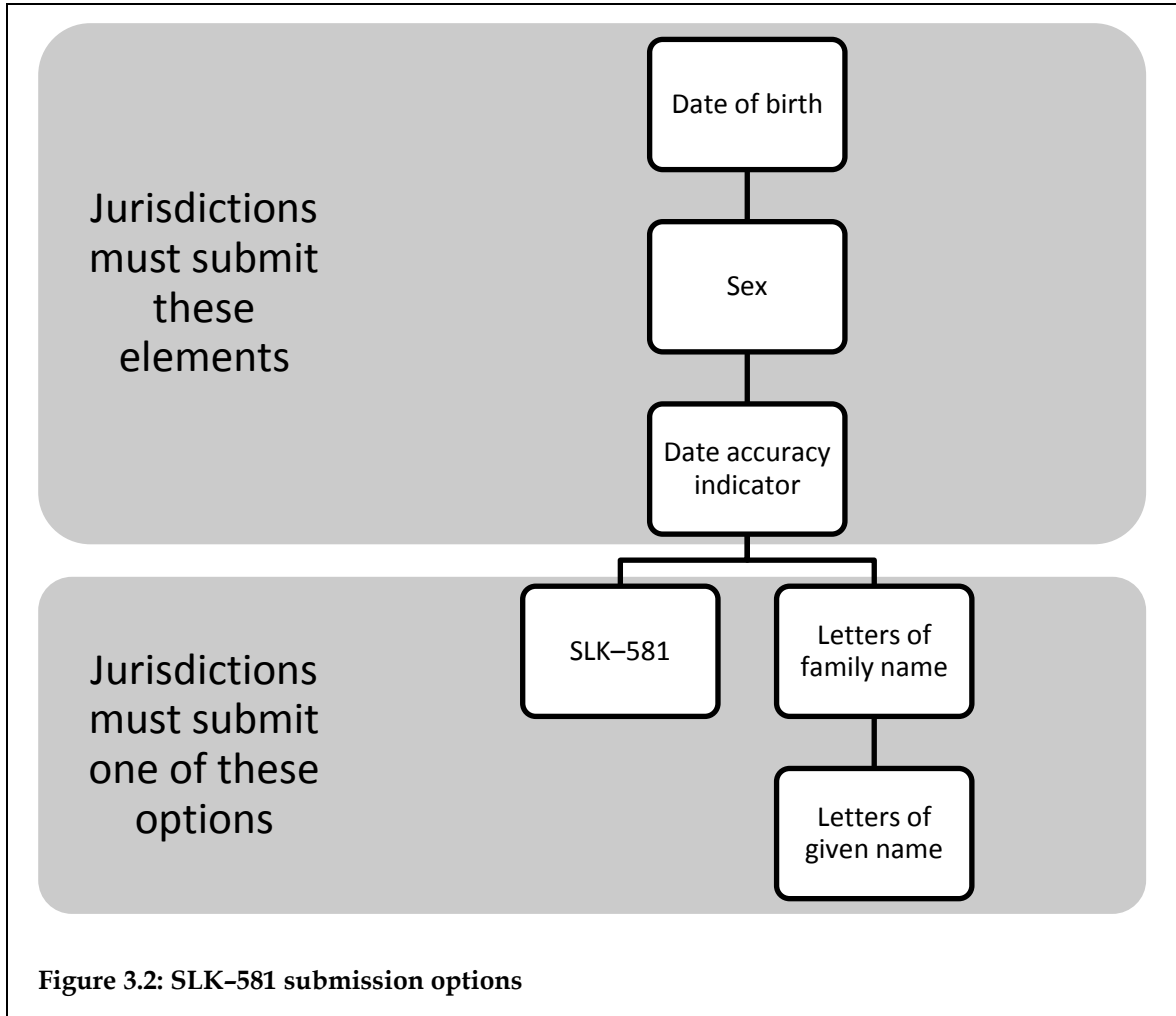 Date of birth
Jurisdictions
must submit
these
elements
Sex
Date accuracy
indicator
Jurisdictions
must submit
one of these
options
SLK–581
Letters of
family name
Letters of
given name
Figure 3.2: SLK–581 submission options